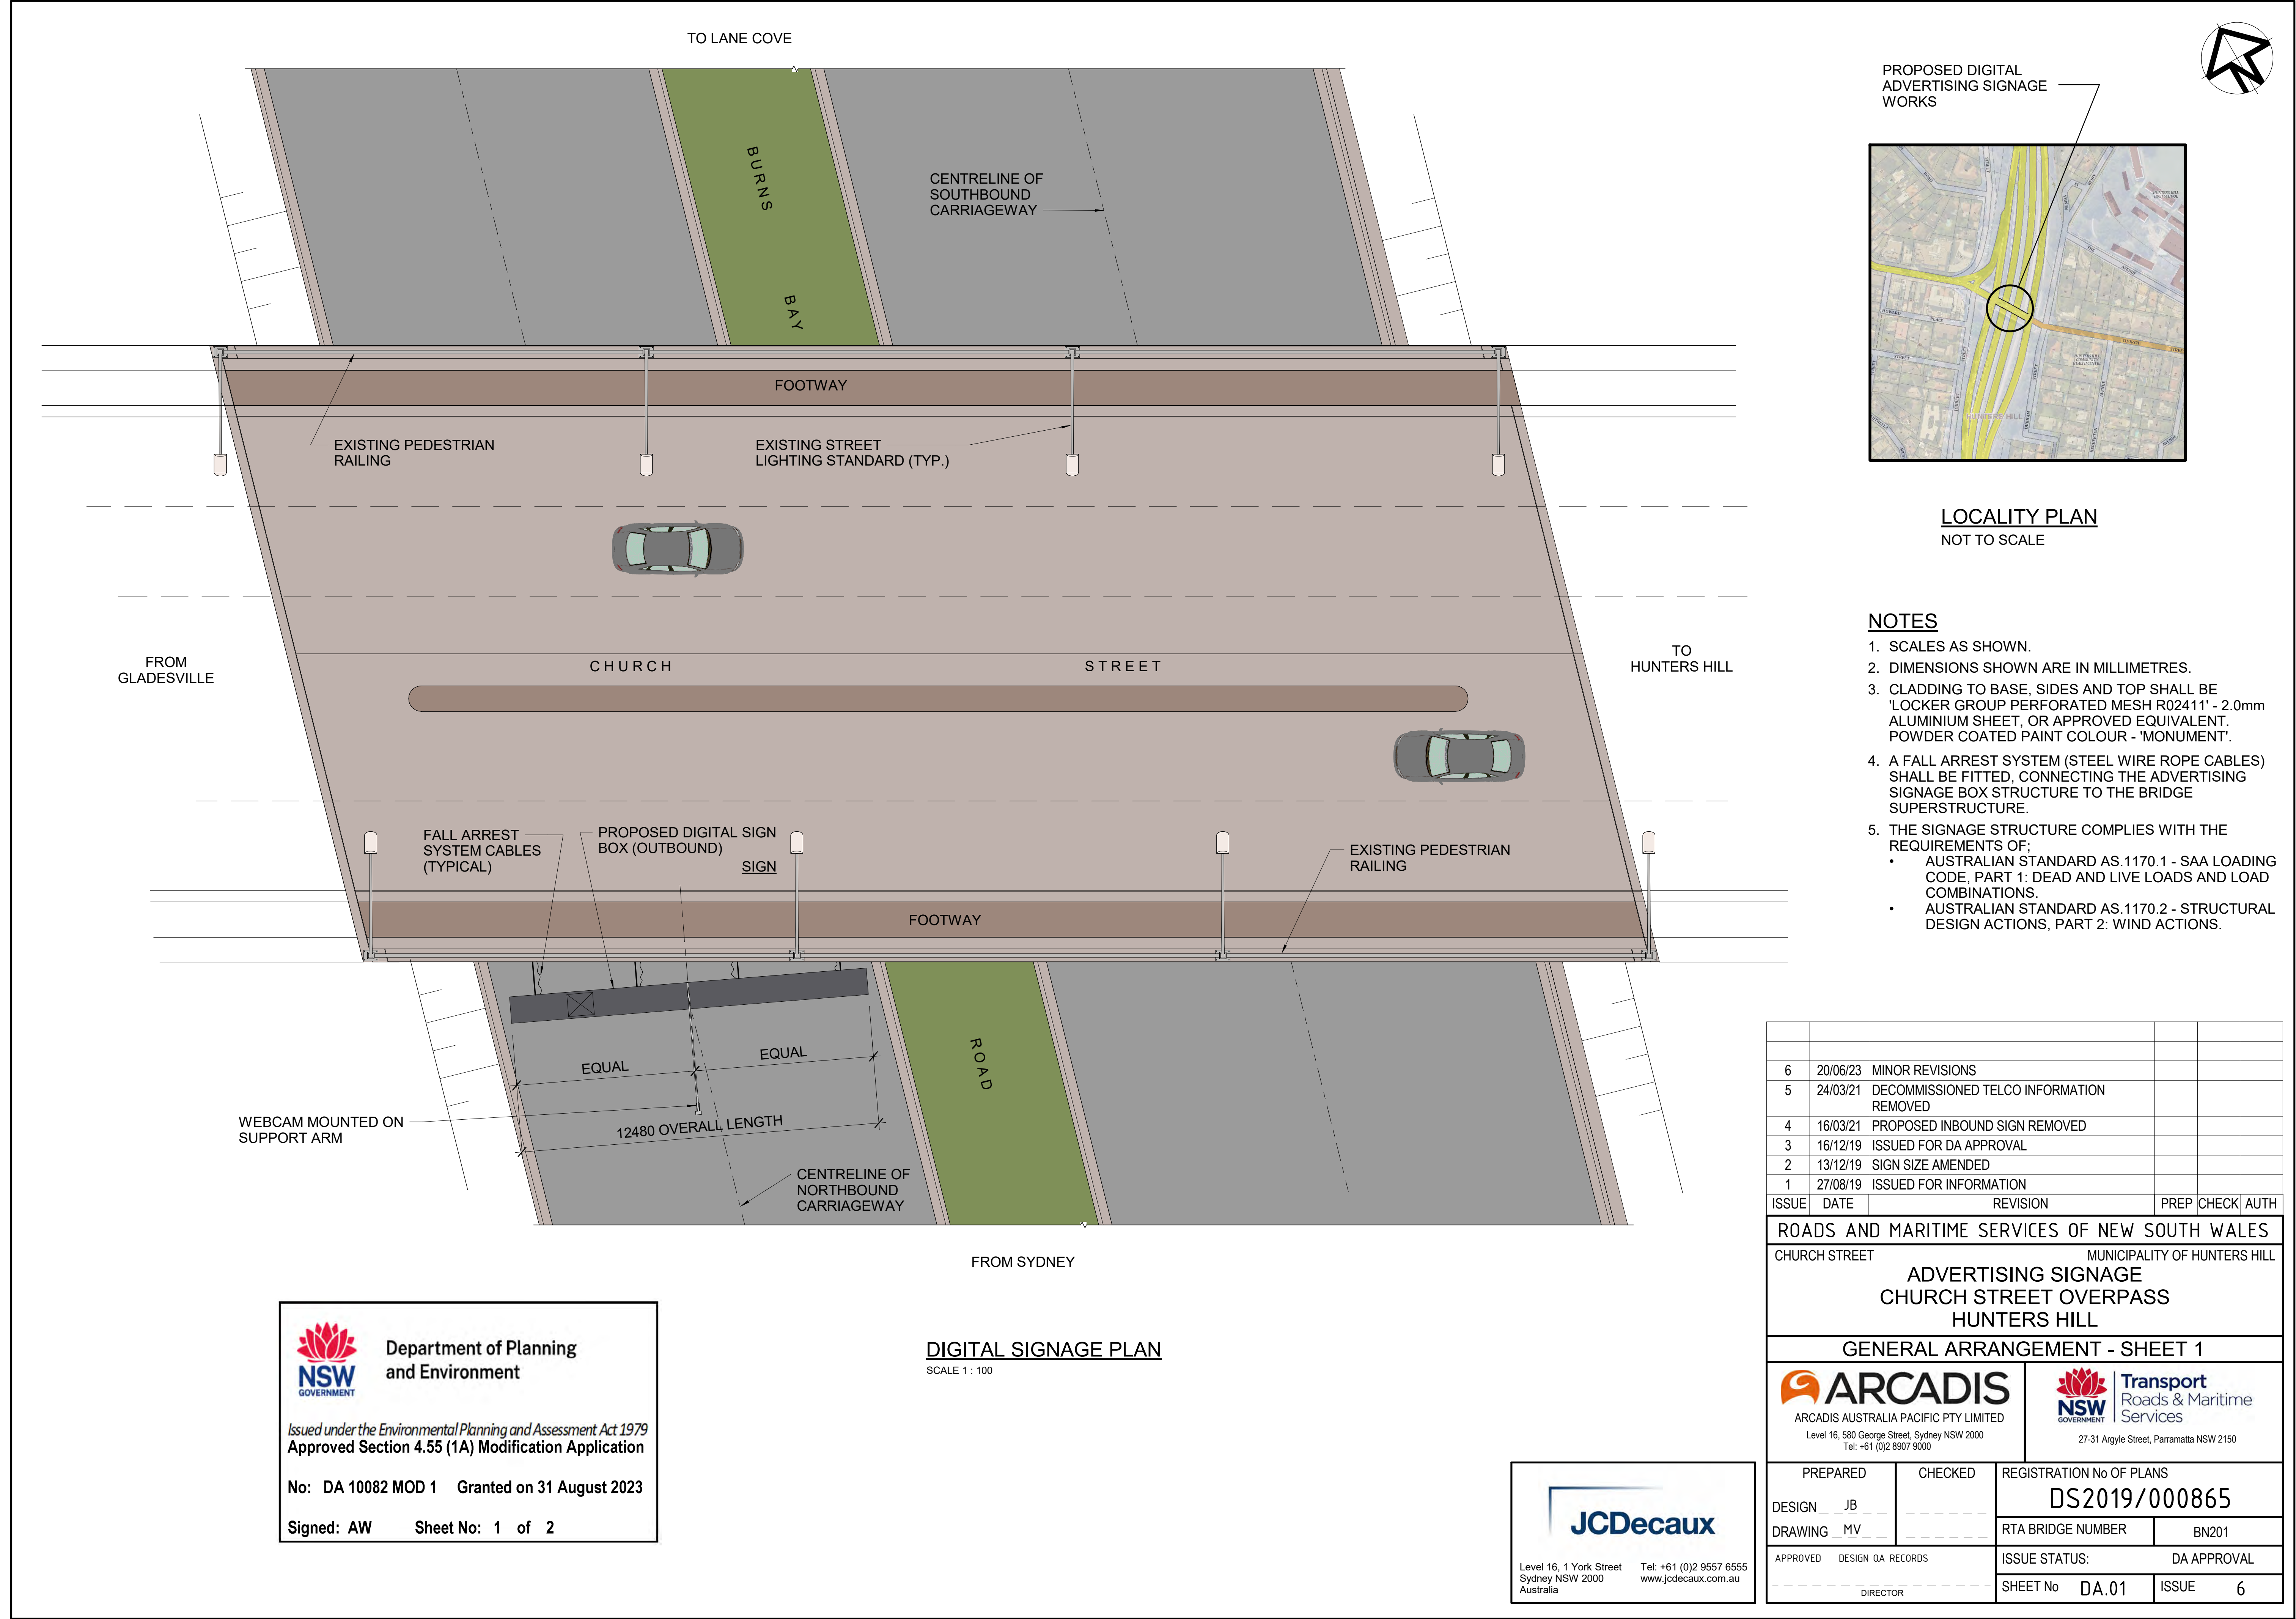 TO LANE COVE
BURNS
BAY
CENTRELINE OF
SOUTHBOUND
CARRIAGEWAY
FOOTWAY
EXISTING PEDESTRIAN
RAILING
EXISTING STREET
LIGHTING STANDARD (TYP.)
FROM
GLADESVILLE
CHURCH STREET
TO
HUNTERS HILL
FALL ARREST
SYSTEM CABLES
(TYPICAL)
PROPOSED DIGITAL SIGN
BOX (OUTBOUND)
SIGN
EXISTING PEDESTRIAN
RAILING
FOOTWAY
EQUAL
EQUAL
ROAD
12480 OVERALL LENGTH
WEBCAM MOUNTED ON
SUPPORT ARM
CENTRELINE OF
NORTHBOUND
CARRIAGEWAY
FROM SYDNEY
DIGITAL SIGNAGE PLAN
SCALE 1 : 100
PROPOSED DIGITAL
ADVERTISING SIGNAGE
WORKS
HUNTERS HILL
LOCALITY PLAN
NOT TO SCALE
NOTES
1. SCALES AS SHOWN.
2. DIMENSIONS SHOWN ARE IN MILLIMETRES.
3. CLADDING TO BASE, SIDES AND TOP SHALL BE
'LOCKER GROUP PERFORATED MESH R02411' - 2.0mm
ALUMINIUM SHEET, OR APPROVED EQUIVALENT.
POWDER COATED PAINT COLOUR - 'MONUMENT'.
4. A FALL ARREST SYSTEM (STEEL WIRE ROPE CABLES)
SHALL BE FITTED, CONNECTING THE ADVERTISING
SIGNAGE BOX STRUCTURE TO THE BRIDGE
SUPERSTRUCTURE.
5. THE SIGNAGE STRUCTURE COMPLIES WITH THE
REQUIREMENTS OF;
• AUSTRALIAN STANDARD AS.1170.1 - SAA LOADING
CODE, PART 1: DEAD AND LIVE LOADS AND LOAD
COMBINATIONS.
• AUSTRALIAN STANDARD AS.1170.2 - STRUCTURAL
DESIGN ACTIONS, PART 2: WIND ACTIONS.
6 20/06/23 MINOR REVISIONS
5 24/03/21 DECOMMISSIONED TELCO INFORMATION
REMOVED
4 16/03/21 PROPOSED INBOUND SIGN REMOVED
3 16/12/19 ISSUED FOR DA APPROVAL
2 13/12/19 SIGN SIZE AMENDED
1 27/08/19 ISSUED FOR INFORMATION
ISSUE DATE REVISION PREP CHECK AUTH
ROADS AND MARITIME SERVICES OF NEW SOUTH WALES
CHURCH STREET MUNICIPALITY OF HUNTERS HILL
ADVERTISING SIGNAGE
CHURCH STREET OVERPASS
HUNTERS HILL
GENERAL ARRANGEMENT - SHEET 1
ARCADIS
ARCADIS AUSTRALIA PACIFIC PTY LIMITED
Level 16, 580 George Street, Sydney NSW 2000
Tel: +61 (0)2 8907 9000
NSW
GOVERNMENT
Transport
Roads & Maritime
Services
27-31 Argyle Street, Parramatta NSW 2150
PREPARED CHECKED
DESIGN JB
DRAWING MV
APPROVED DESIGN QA RECORDS
DIRECTOR
REGISTRATION No OF PLANS
DS2019/000865
RTA BRIDGE NUMBER BN201
ISSUE STATUS: DA APPROVAL
SHEET No DA.01 ISSUE 6
JCDecaux
Level 16, 1 York Street Tel: +61 (0)2 9557 6555
Sydney NSW 2000 www.jcdecaux.com.au
Australia
NSW
GOVERNMENT
Department of Planning
and Environment
Issued under the Environmental Planning and Assessment Act 1979
Approved Section 4.55 (1A) Modification Application
No: DA 10082 MOD 1 Granted on 31 August 2023
Signed: AW Sheet No: 1 of 2